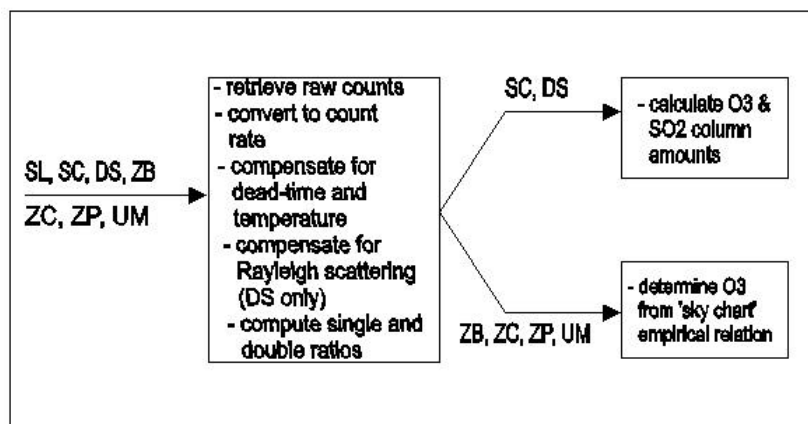 SL, SC, DS, ZB
ZC, ZP, UM
- retrieve raw counts
- convert to count
rate
- compensate for
dead-time and
temperature
- compensate for
Rayleigh scattering
(DS only)
- compute single and
double ratios
SC, DS
- calculate O3 &
SO2 column
amounts
ZB, ZC, ZP, UM
- determine O3
from 'sky chart'
empirical relation